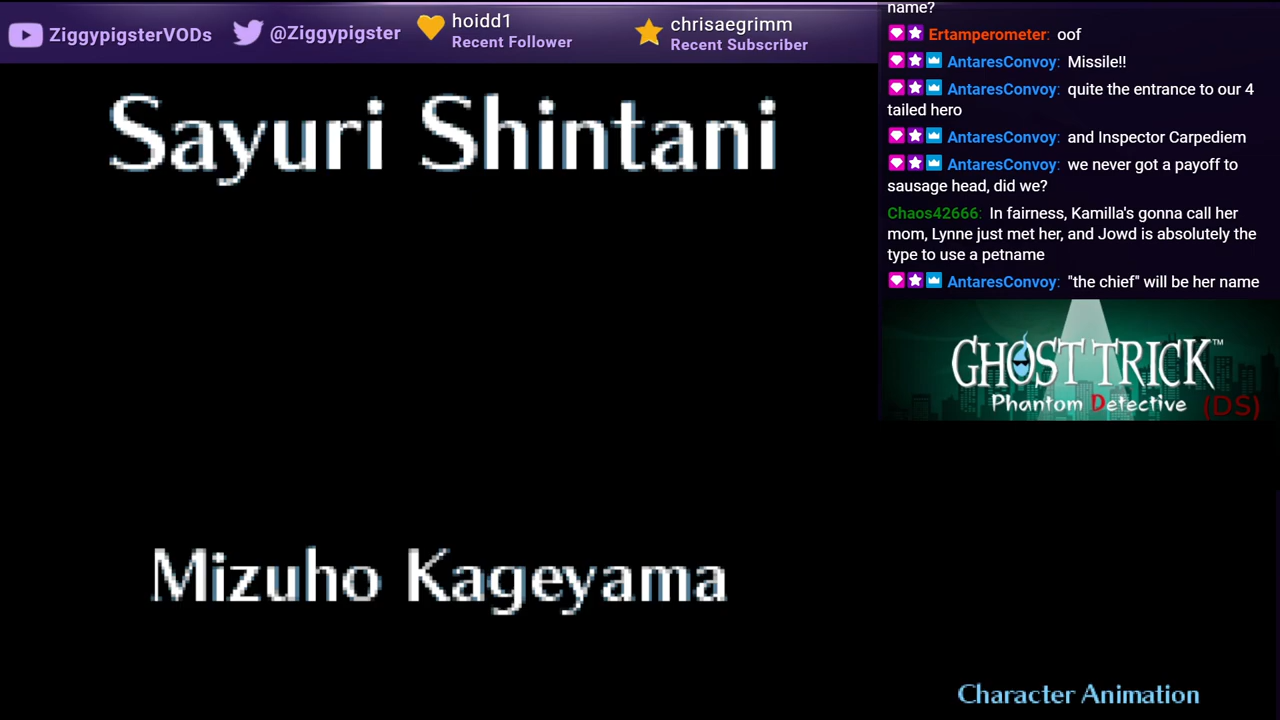 ZiggypigsterVODs
@Ziggypigster
hoidd1
Recent Follower
chrisaegrimm
Recent Subscriber
Sayuri Shintani
Mizuho Kageyama
name?
Ertamperometer: oof
AntaresConvoy: Missile!!
AntaresConvoy: quite the entrance to our 4
tailed hero
AntaresConvoy: and Inspector Carpediem
AntaresConvoy: we never got a payoff to
sausage head, did we?
Chaos42666: In fairness, Kamilla's gonna call her
mom, Lynne just met her, and Jowd is absolutely the
type to use a petname
AntaresConvoy: "the chief" will be her name
GHOST TRICK™
Phantom Detective (DS)
Character Animation